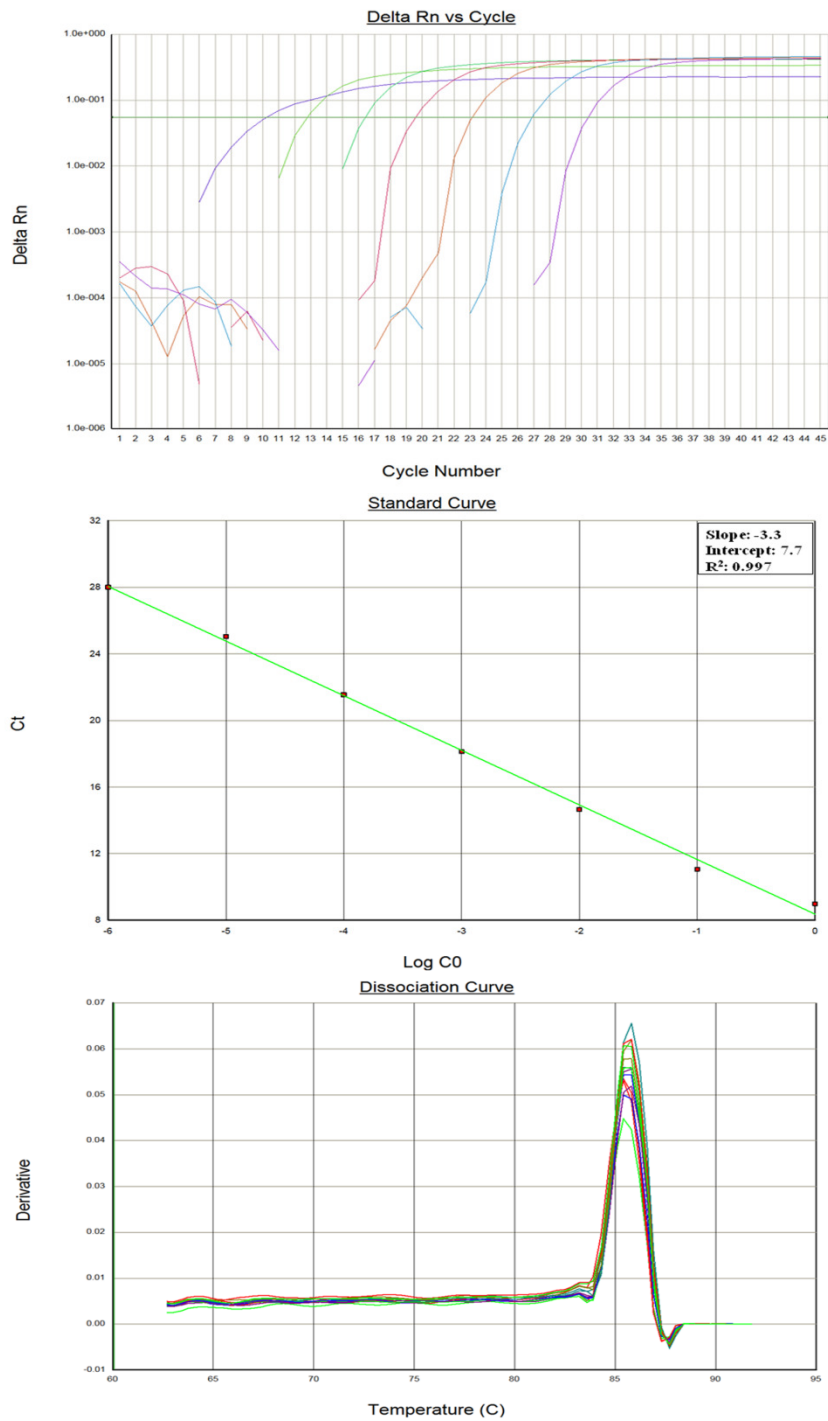 Delta Rn vs Cycle
1.0e+000
1.0e-001
1.0e-002
1.0e-003
1.0e-004
1.0e-005
1.0e-006
Delta Rn
1 2 3 4 5 6 7 8 9 10 11 12 13 14 15 16 17 18 19 20 21 22 23 24 25 26 27 28 29 30 31 32 33 34 35 36 37 38 39 40 41 42 43 44 45
Cycle Number
Standard Curve
Slope: -3.3
Intercept: 7.7
R²: 0.997
32
28
24
20
16
12
8
Ct
-6 -5 -4 -3 -2 -1 0
Log C0
Dissociation Curve
0.07
0.06
0.05
0.04
0.03
0.02
0.01
0.00
-0.01
Derivative
60 65 70 75 80 85 90 95
Temperature (C)